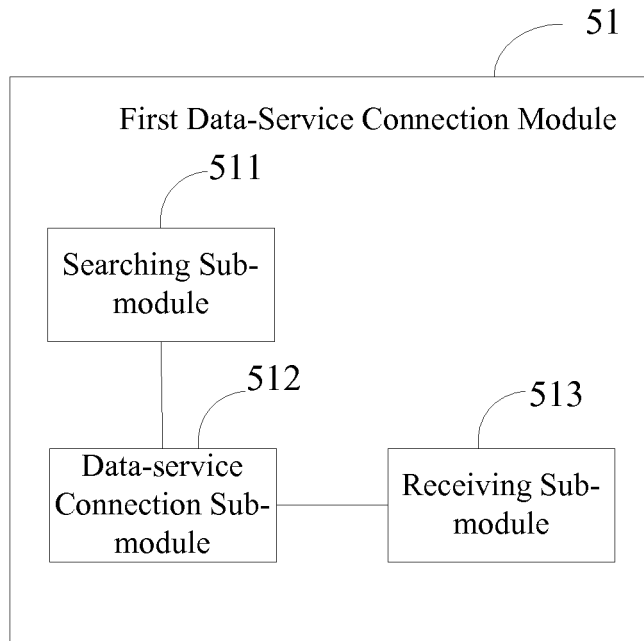 51
First Data-Service Connection Module
511
Searching Sub-
module
512
Data-service
Connection Sub-
module
513
Receiving Sub-
module